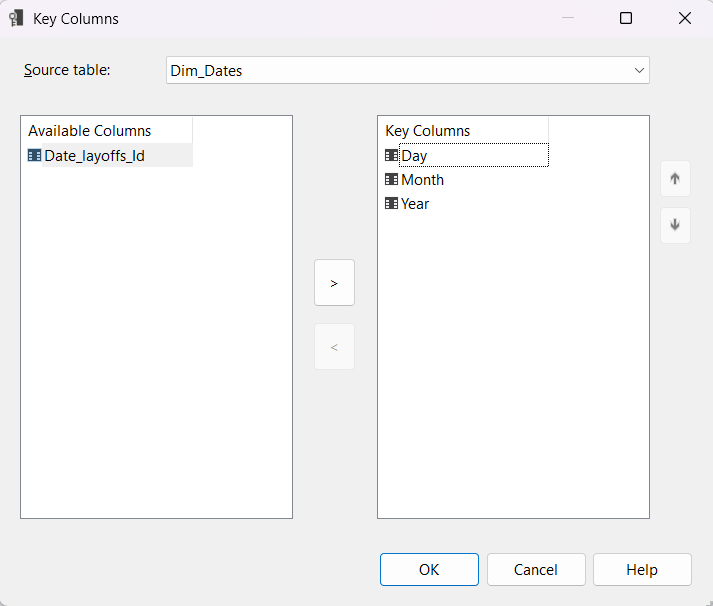 Key Columns
Source table:
Dim_Dates
Available Columns
Date_layoffs_Id
Key Columns
Day
Month
Year
>
<
OK
Cancel
Help